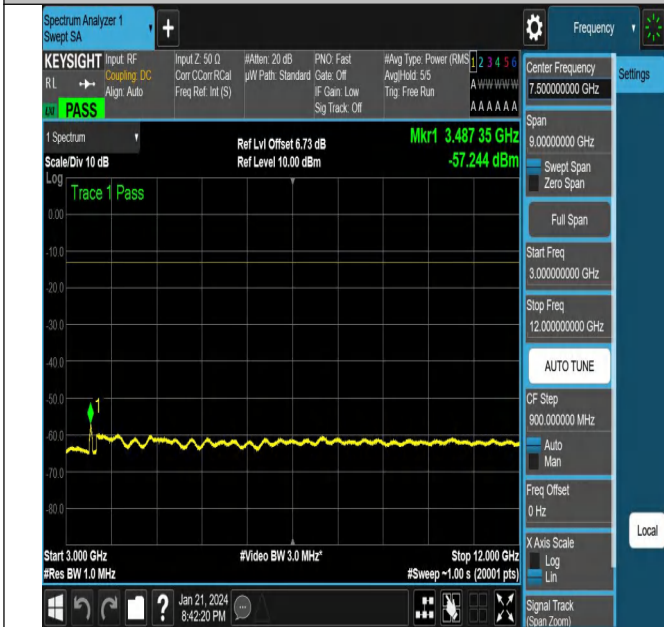 Spectrum Analyzer 1
Swept SA
+
Frequency
KEYSIGHT
RL
PASS
Input: RF
Coupling: DC
Align: Auto
Input Z: 50 Ω
Corr CCorr RCal
Freq Ref: Int (S)
#Atten: 20 dB
µW Path: Standard
PNO: Fast
Gate: Off
IF Gain: Low
Sig Track: Off
#Avg Type: Power (RMS
Avg|Hold: 5/5
Trig: Free Run
1 2 3 4 5 6
A W W W W W
A A A A A A
1 Spectrum
Scale/Div 10 dB
Ref Lvl Offset 6.73 dB
Ref Level 10.00 dBm
Mkr1 3.487 35 GHz
-57.244 dBm
Log
Trace 1 Pass
0.00
-10.0
-20.0
-30.0
-40.0
-50.0
-60.0
-70.0
-80.0
1
Start 3.000 GHz
#Res BW 1.0 MHz
#Video BW 3.0 MHz*
Stop 12.000 GHz
#Sweep ~1.00 s (20001 pts)
Jan 21, 2024
8:42:20 PM
Center Frequency
7.500000000 GHz
Settings
Span
9.00000000 GHz
Swept Span
Zero Span
Full Span
Start Freq
3.000000000 GHz
Stop Freq
12.000000000 GHz
AUTO TUNE
CF Step
900.000000 MHz
Auto
Man
Freq Offset
0 Hz
X Axis Scale
Log
Lin
Local
Signal Track
(Span Zoom)